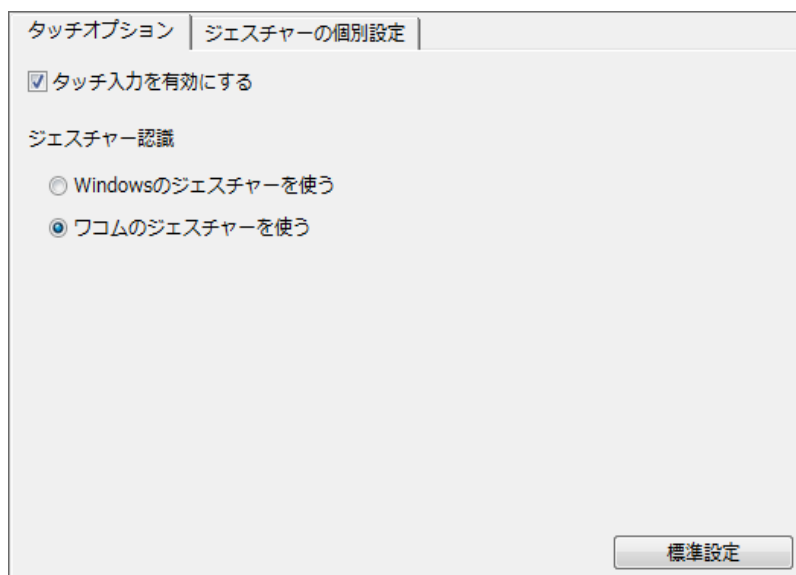 タッチオプション ジェスチャーの個別設定
タッチ入力を有効にする
ジェスチャー認識
Windowsのジェスチャーを使う
ワコムのジェスチャーを使う
標準設定